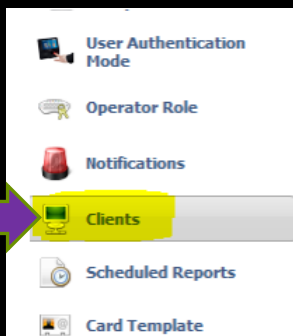 User Authentication
Mode
Operator Role
Notifications
Clients
Scheduled Reports
Card Template